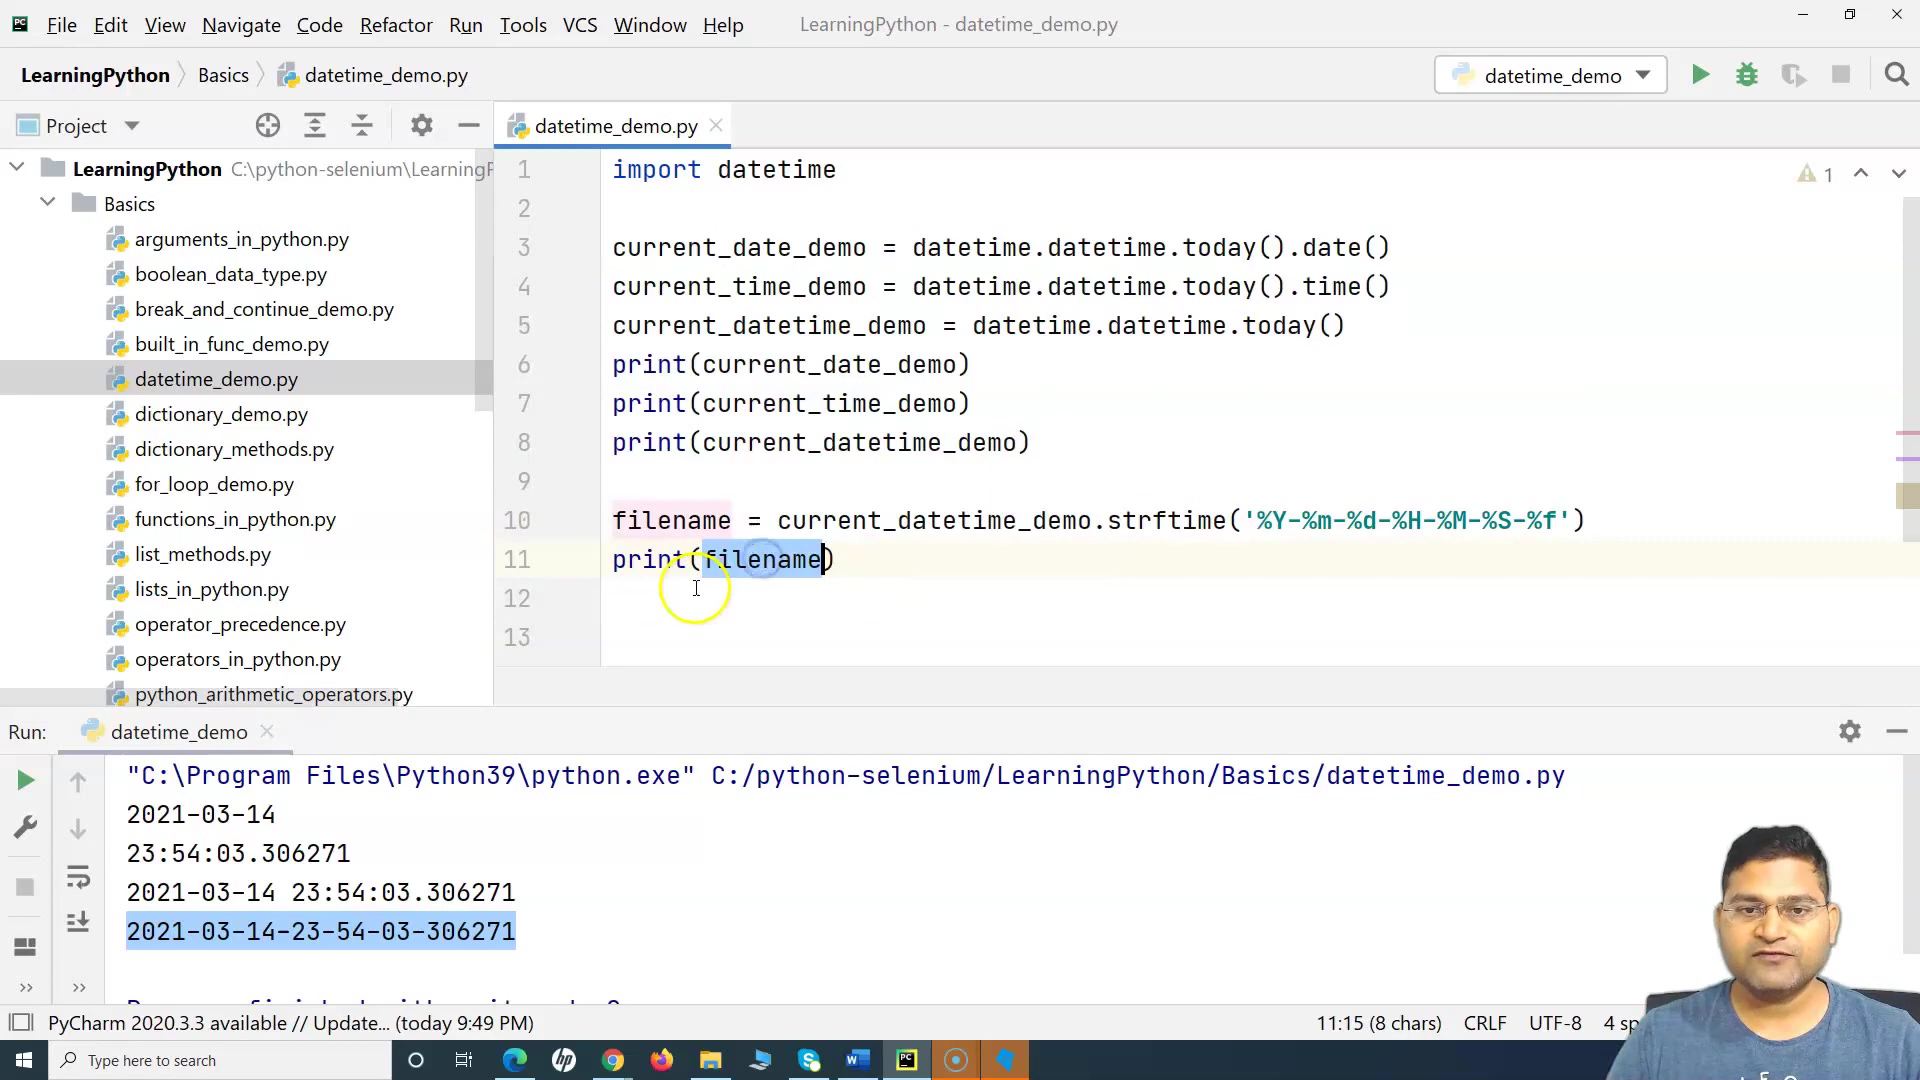 File Edit View Navigate Code Refactor Run Tools VCS Window Help LearningPython - datetime_demo.py
LearningPython Basics datetime_demo.py datetime_demo
Project datetime_demo.py
LearningPython C:\python-selenium\LearningP
Basics
arguments_in_python.py
boolean_data_type.py
break_and_continue_demo.py
built_in_func_demo.py
datetime_demo.py
dictionary_demo.py
dictionary_methods.py
for_loop_demo.py
functions_in_python.py
list_methods.py
lists_in_python.py
operator_precedence.py
operators_in_python.py
python_arithmetic_operators.py
1 import datetime
2
3 current_date_demo = datetime.datetime.today().date()
4 current_time_demo = datetime.datetime.today().time()
5 current_datetime_demo = datetime.datetime.today()
6 print(current_date_demo)
7 print(current_time_demo)
8 print(current_datetime_demo)
9
10 filename = current_datetime_demo.strftime('%Y-%m-%d-%H-%M-%S-%f')
11 print(filename)
12
13
1
Run: datetime_demo
"C:\Program Files\Python39\python.exe" C:/python-selenium/LearningPython/Basics/datetime_demo.py
2021-03-14
23:54:03.306271
2021-03-14 23:54:03.306271
2021-03-14-23-54-03-306271
PyCharm 2020.3.3 available // Update... (today 9:49 PM) 11:15 (8 chars) CRLF UTF-8 4 sp
Type here to search